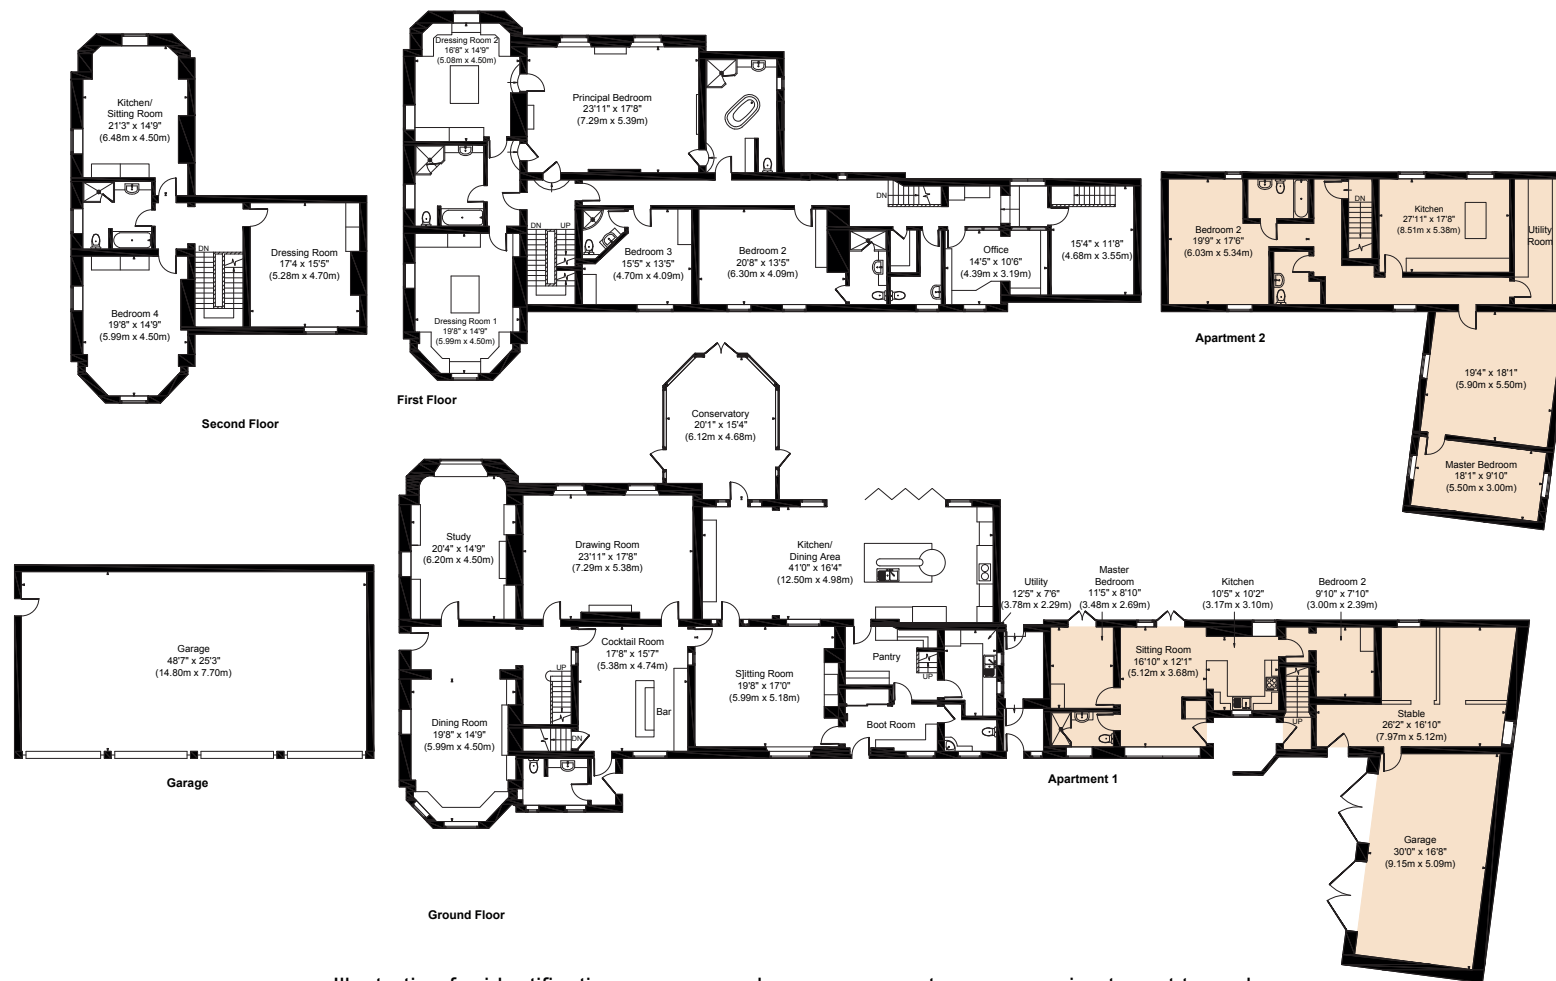 Kitchen/
Sitting Room
21'3" x 14'9"
(6.48m x 4.50m)
DN
Dressing Room
17'4" x 15'5"
(5.28m x 4.70m)
Bedroom 4
19'8" x 14'9"
(5.99m x 4.50m)
Second Floor
Dressing Room 2
16'8" x 14'9"
(5.08m x 4.50m)
Principal Bedroom
23'11" x 17'8"
(7.29m x 5.39m)
DN
UP
DN
Bedroom 3
15'5" x 13'5"
(4.70m x 4.09m)
Bedroom 2
20'8" x 13'5"
(6.30m x 4.09m)
Office
14'5" x 10'6"
(4.39m x 3.19m)
15'4" x 11'8"
(4.68m x 3.55m)
Dressing Room 1
19'8" x 14'9"
(5.99m x 4.50m)
First Floor
Bedroom 2
19'9" x 17'6"
(6.03m x 5.34m)
DN
Kitchen
27'11" x 17'8"
(8.51m x 5.38m)
Utility
Room
Apartment 2
19'4" x 18'1"
(5.90m x 5.50m)
Master Bedroom
18'1" x 9'10"
(5.50m x 3.00m)
Conservatory
20'1" x 15'4"
(6.12m x 4.68m)
Study
20'4" x 14'9"
(6.20m x 4.50m)
Drawing Room
23'11" x 17'8"
(7.29m x 5.38m)
Kitchen/
Dining Area
41'0" x 16'4"
(12.50m x 4.98m)
Utility
12'5" x 7'6"
(3.78m x 2.29m)
Master
Bedroom
11'5" x 8'10"
(3.48m x 2.69m)
Kitchen
10'5" x 10'2"
(3.17m x 3.10m)
Bedroom 2
9'10" x 7'10"
(3.00m x 2.39m)
Garage
48'7" x 25'3"
(14.80m x 7.70m)
Garage
UP
DN
Cocktail Room
17'8" x 15'7"
(5.38m x 4.74m)
Bar
S]itting Room
19'8" x 17'0"
(5.99m x 5.18m)
Pantry
UP
Boot Room
Sitting Room
16'10" x 12'1"
(5.12m x 3.68m)
UP
Stable
26'2" x 16'10"
(7.97m x 5.12m)
Dining Room
19'8" x 14'9"
(5.99m x 4.50m)
Apartment 1
Garage
30'0" x 16'8"
(9.15m x 5.09m)
Ground Floor